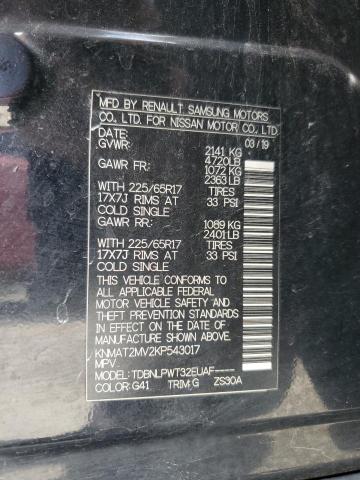 MFD BY RENAULT SAMSUNG MOTORS
CO. LTD. FOR NISSAN MOTOR CO. LTD
DATE: 03/19
GVWR: 2141 KG
4720LB
GAWR FR: 1072 KG
2363 LB
WITH 225/65R17 TIRES
17X7J RIMS AT 33 PSI
COLD SINGLE
GAWR RR: 1089 KG
2401 LB
WITH 225/65R17 TIRES
17X7J RIMS AT 33 PSI
COLD SINGLE
THIS VEHICLE CONFORMS TO
ALL APPLICABLE FEDERAL
MOTOR VEHICLE SAFETY, BUMPER,
AND THEFT PREVENTION STANDARDS
IN EFFECT ON THE DATE OF
MANUFACTURE SHOWN ABOVE.
KNMAT2MV2KP543017
MPV
MODEL: TDBNLPWT32EUAF-----
COLOR: G41 TRIM: G ZS30A